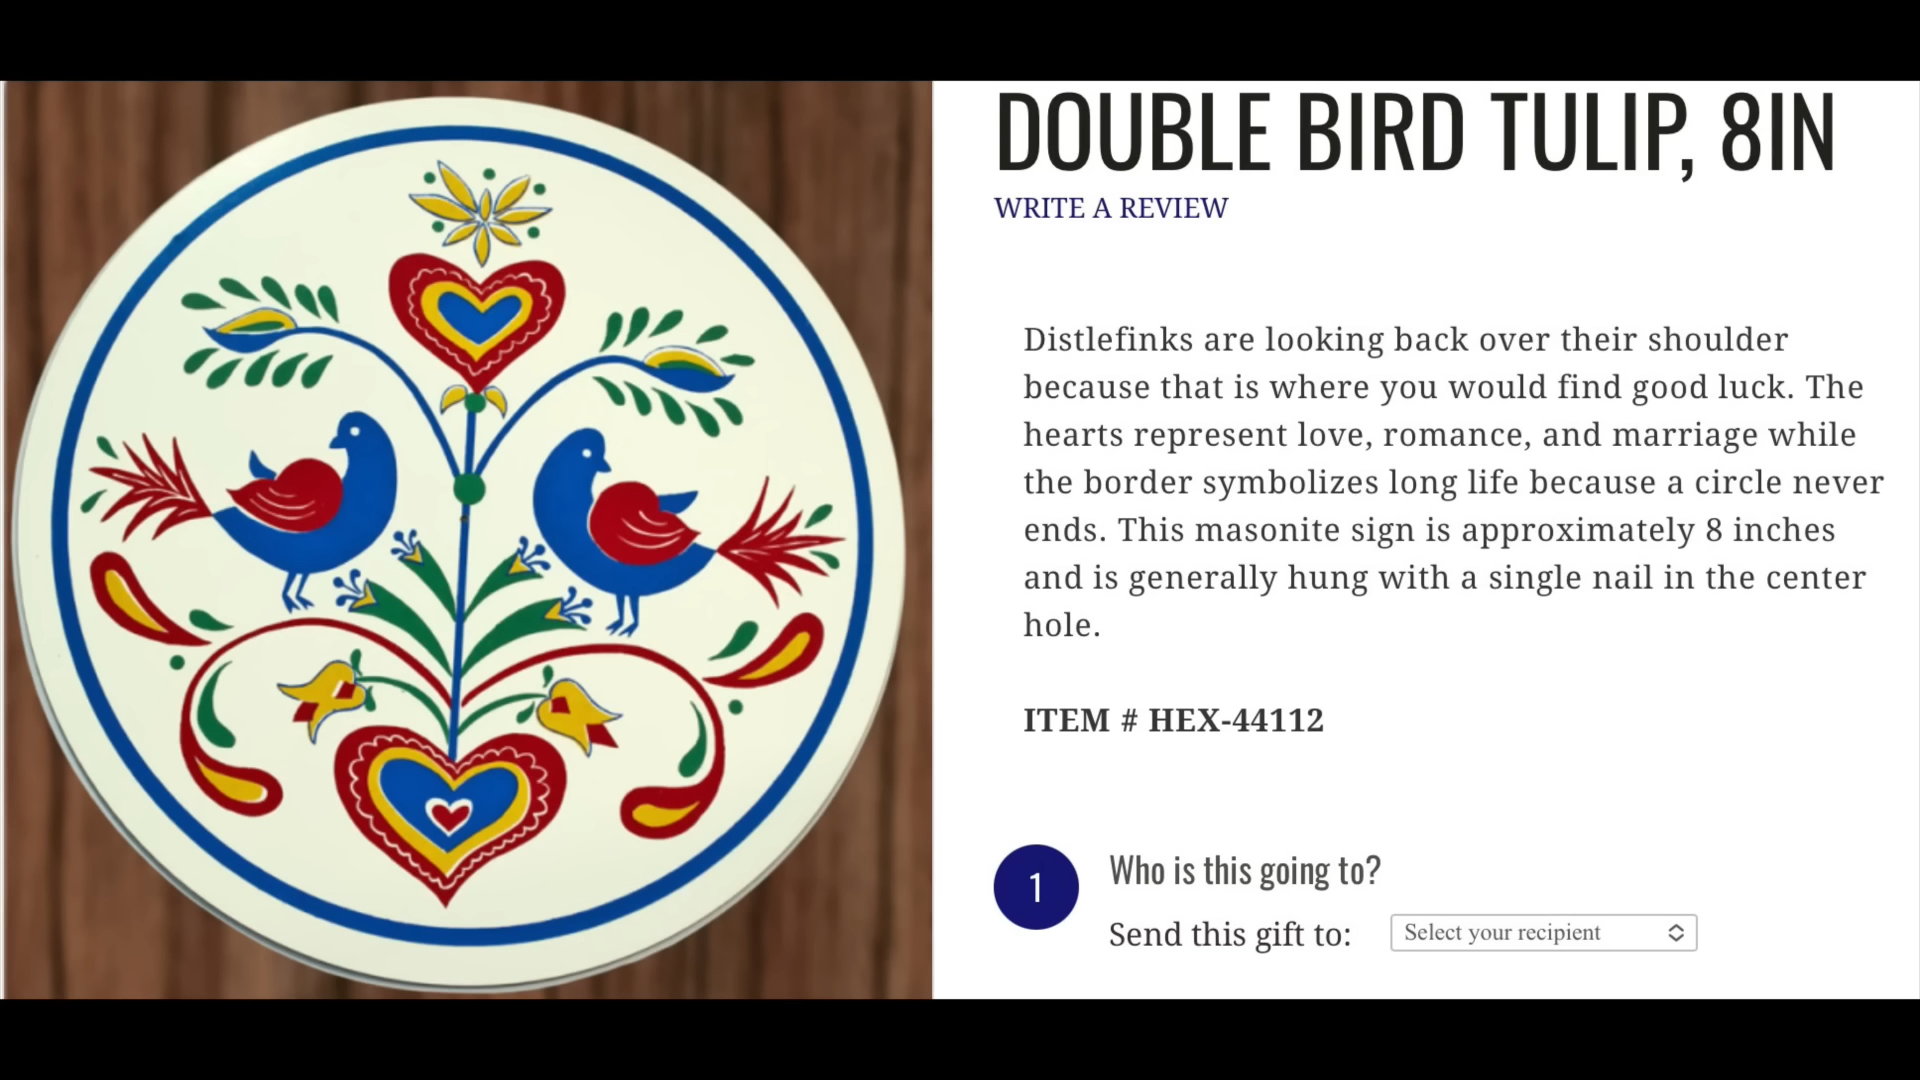 DOUBLE BIRD TULIP, 8IN
WRITE A REVIEW
Distlefinks are looking back over their shoulder
because that is where you would find good luck. The
hearts represent love, romance, and marriage while
the border symbolizes long life because a circle never
ends. This masonite sign is approximately 8 inches
and is generally hung with a single nail in the center
hole.
ITEM # HEX-44112
1
Who is this going to?
Send this gift to:
Select your recipient